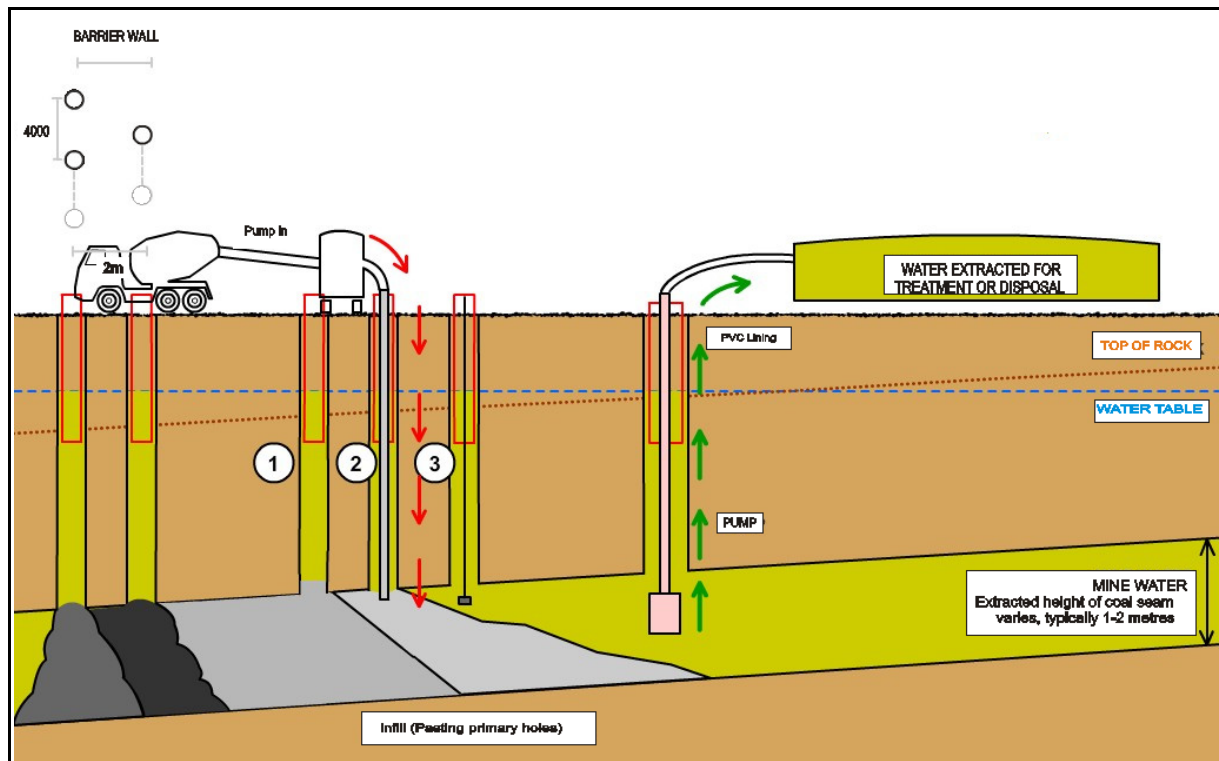 BARRIER WALL
4000
Pump in
2m
WATER EXTRACTED FOR
TREATMENT OR DISPOSAL
PVC Lining
TOP OF ROCK
WATER TABLE
1
2
3
PUMP
MINE WATER
Extracted height of coal seam
varies, typically 1-2 metres
Infill (Pasting primary holes)